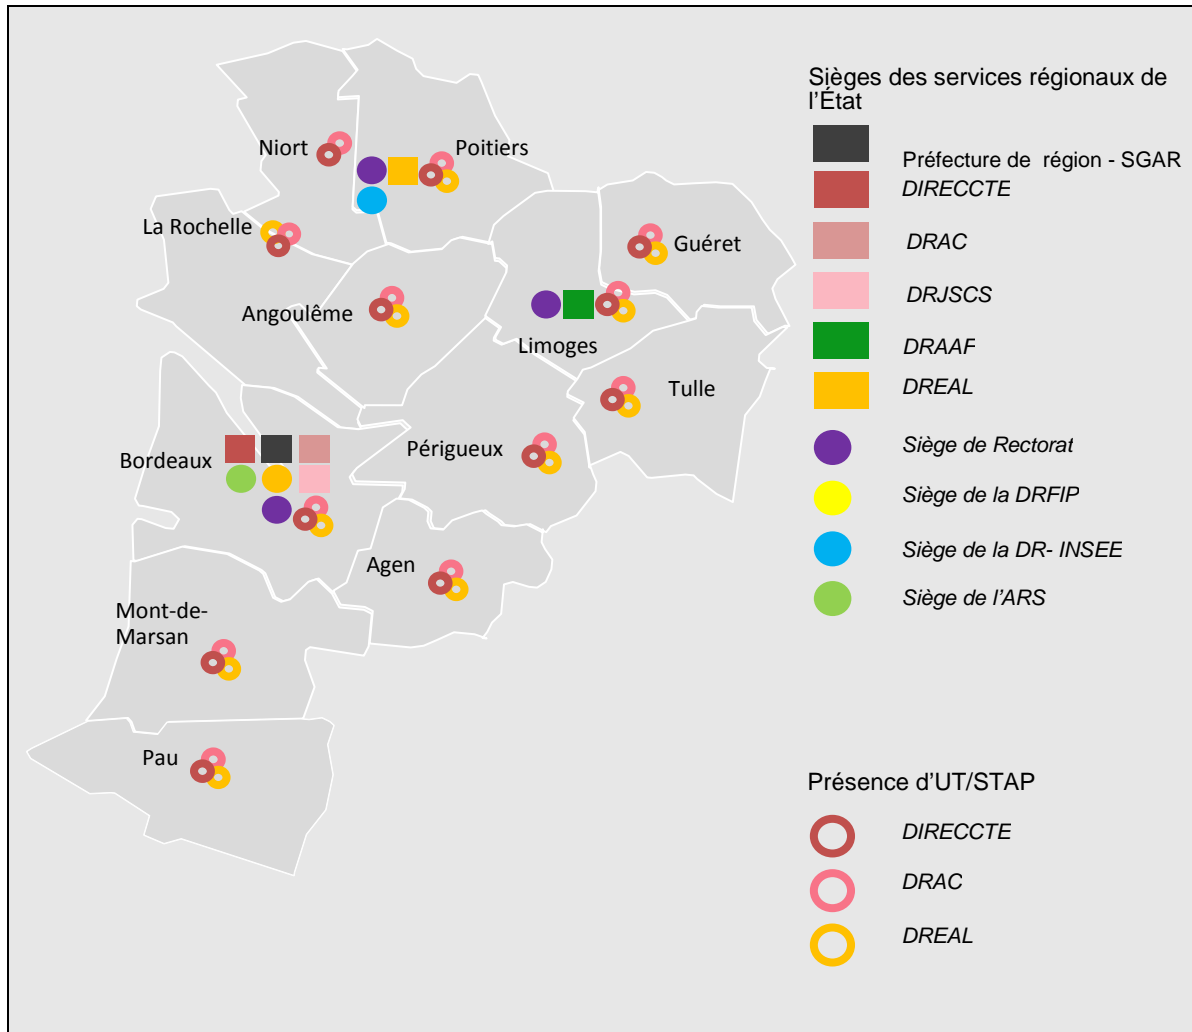 Niort
Poitiers
La Rochelle
Guéret
Angoulême
Limoges
Tulle
Périgueux
Bordeaux
Agen
Mont-de-
Marsan
Pau
Sièges des services régionaux de
l'État
Préfecture de région - SGAR
DIRECCTE
DRAC
DRJSCS
DRAAF
DREAL
Siège de Rectorat
Siège de la DRFIP
Siège de la DR- INSEE
Siège de l'ARS
Présence d'UT/STAP
DIRECCTE
DRAC
DREAL